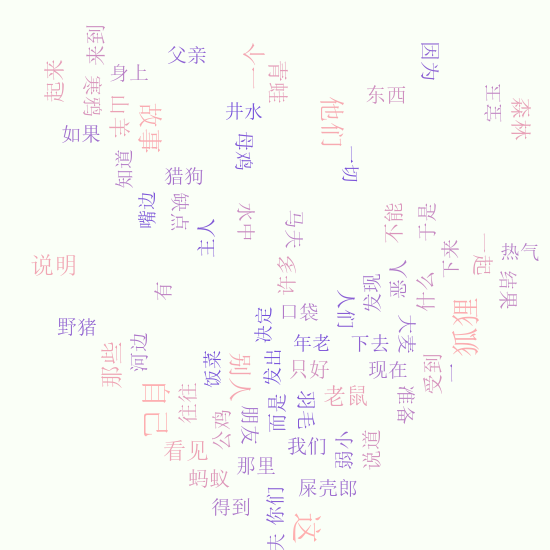 到
来
起来
寒鸦
身上
父亲
一个
青蛙
因为
东西
玉宝
森林
山羊
故事
如果
井水
他们
母鸡
一切
知道
猎狗
嘴边
缺点
主人
水中
马夫
不能
于是
下来
一起
热气
说明
有
许多
发现
恶人
什么
结果
口袋
人们
野猪
决定
年老
大麦
下去
狐狸
那些
河边
饭菜
别人
发出
只好
现在
受到
一
自己
往往
公鸡
朋友
而是
羽毛
老鼠
准备
看见
我们
弱小
说道
蚂蚁
那里
得到
你们
屎壳郎
夫
这